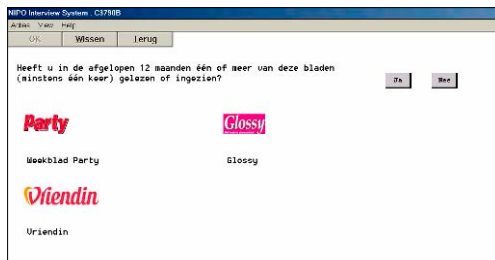 NIPO Interview System : C3790B
Acties View Help
OK Wissen Terug
Heeft u in de afgelopen 12 maanden één of meer van deze bladen
(minstens één keer) gelezen of ingezien?
Ja Nee
Party Glossy
Weekblad Party Glossy
Vriendin
Vriendin